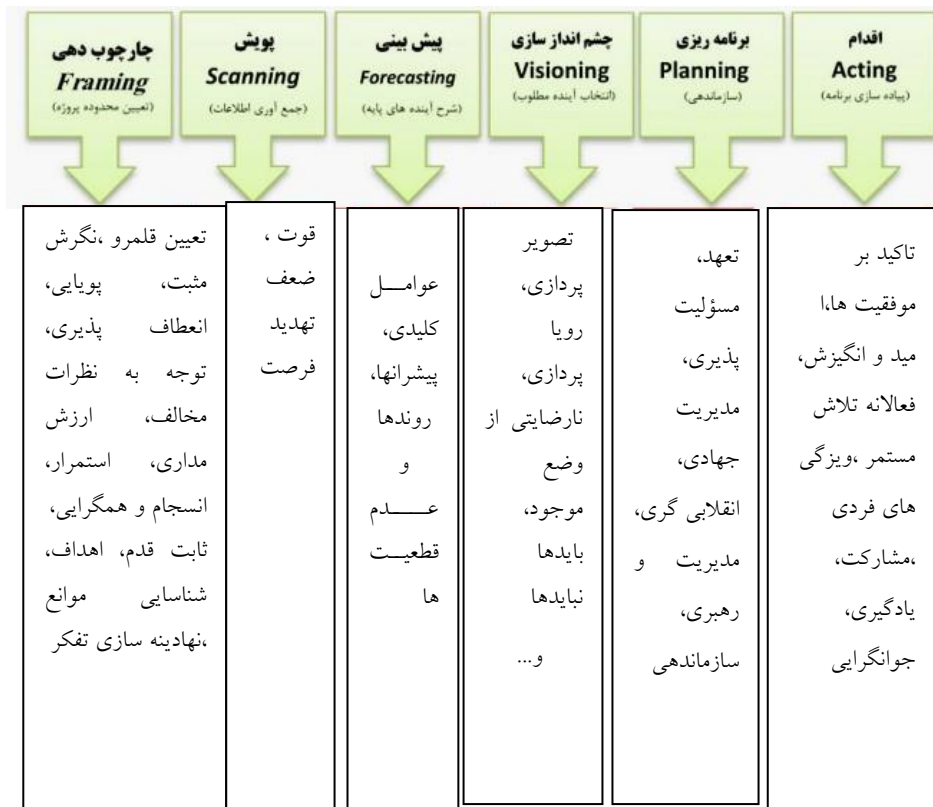 چارچوب دهی
Framing
(تعیین محدوده پروژه)
تعیین قلمرو ،نگرش
مثبت، پویایی،
انعطاف پذیری،
توجه به نظرات
مخالف، ارزش
مداری، استمرار،
انسجام و همگرایی،
ثابت قدم، اهداف،
شناسایی موانع
،نهادینه سازی تفکر
پویش
Scanning
(جمع آوری اطلاعات)
قوت ،
ضعف
تهدید
فرصت
پیش بینی
Forecasting
(شرح آینده های پایه)
عوامل
کلیدی،
پیشرانها،
روندها
و
عدم
قطعیت
ها
چشم انداز سازی
Visioning
(انتخاب آینده مطلوب)
تصویر
پردازی،
رویا
پردازی،
نارضایتی از
وضع
موجود،
بایدها
نبایدها
و...
برنامه ریزی
Planning
(سازماندهی)
تعهد،
مسؤلیت
پذیری،
مدیریت
جهادی،
انقلابی گری،
مدیریت و
رهبری،
سازماندهی
اقدام
Acting
(پیاده سازی برنامه)
تاکید بر
موفقیت ها،ا
مید و انگیزش،
فعالانه تلاش
مستمر ،ویزگی
های فردی
،مشارکت،
یادگیری،
جوانگرایی